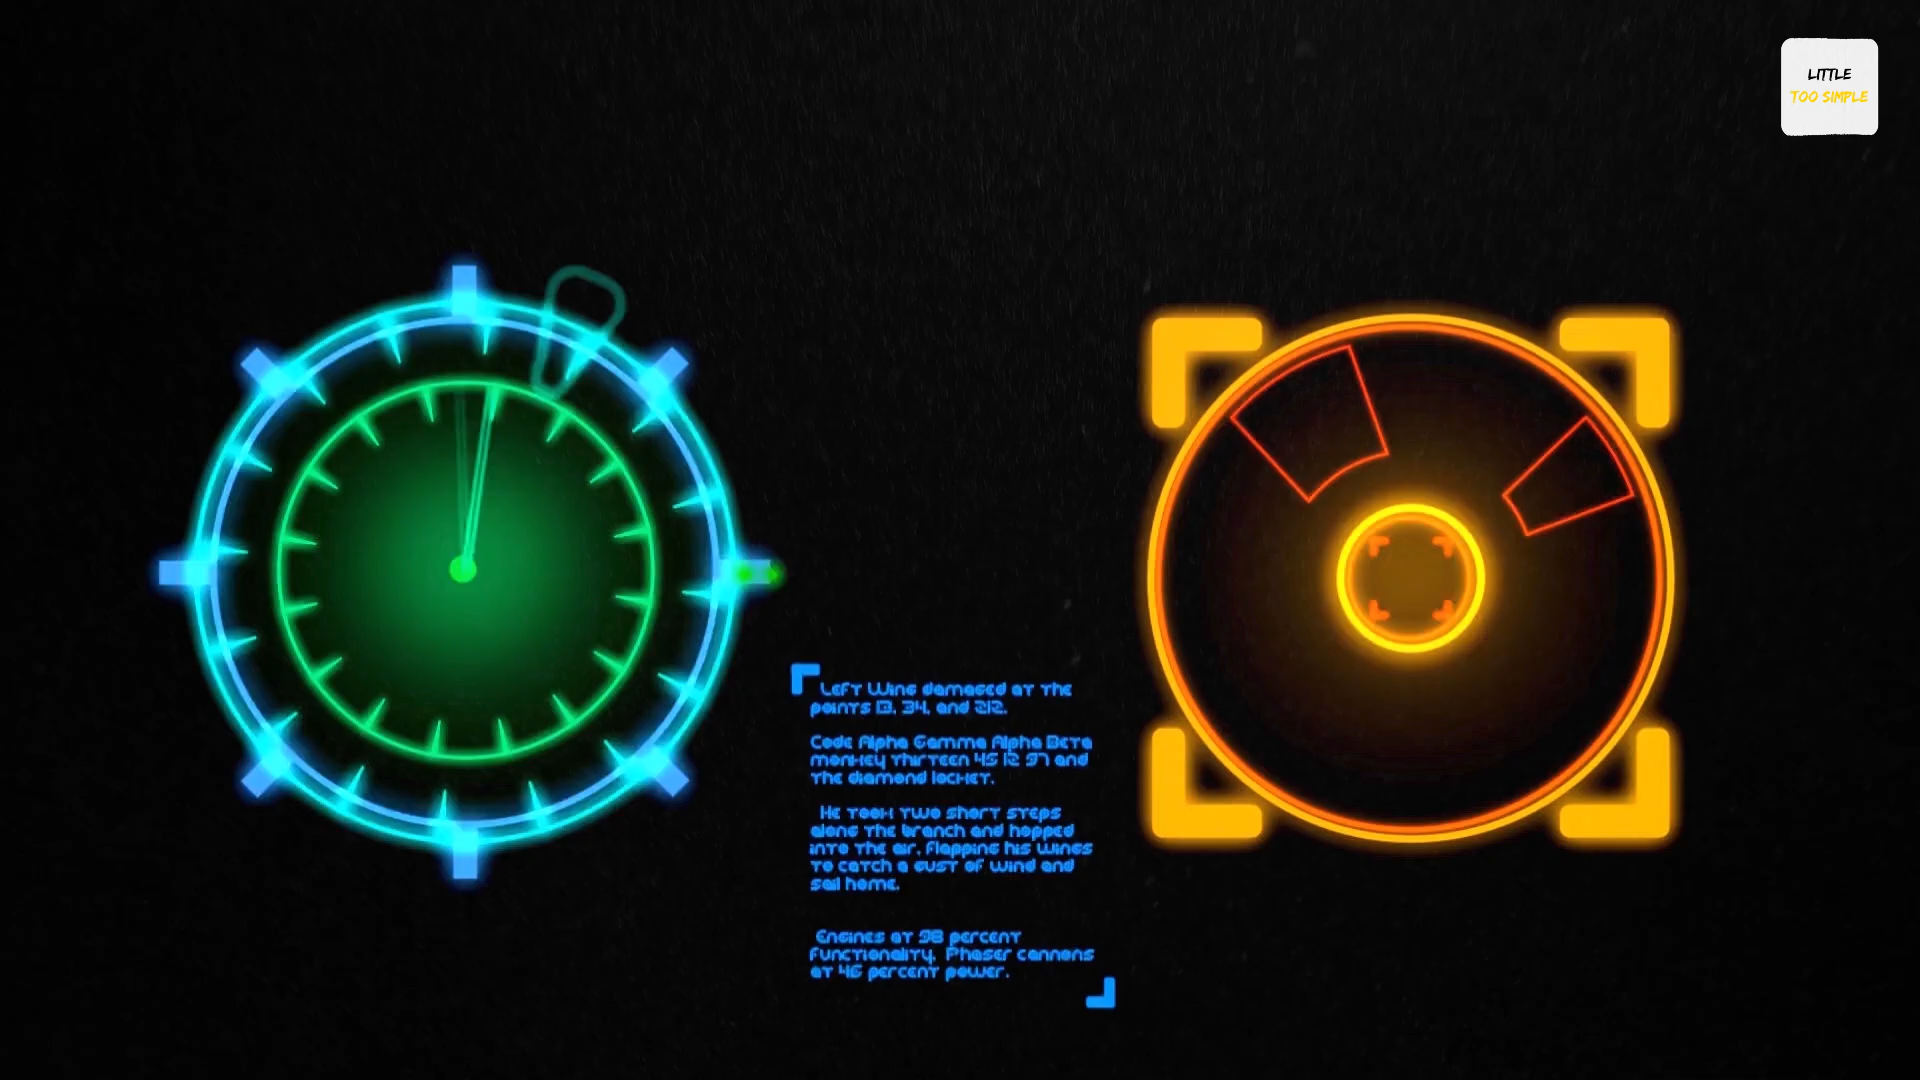 LITTLE
TOO SIMPLE
Left Wing damaged at the
points 13, 34, and 212.
Code Alpha Gamma Alpha Beta
monkey thirteen 45 12 97 and
the diamond locket.
He took two short steps
along the branch and hopped
into the air, flapping his wings
to catch a gust of wind and
sail home.
Engines at 98 percent
functionality. Phaser cannons
at 46 percent power.